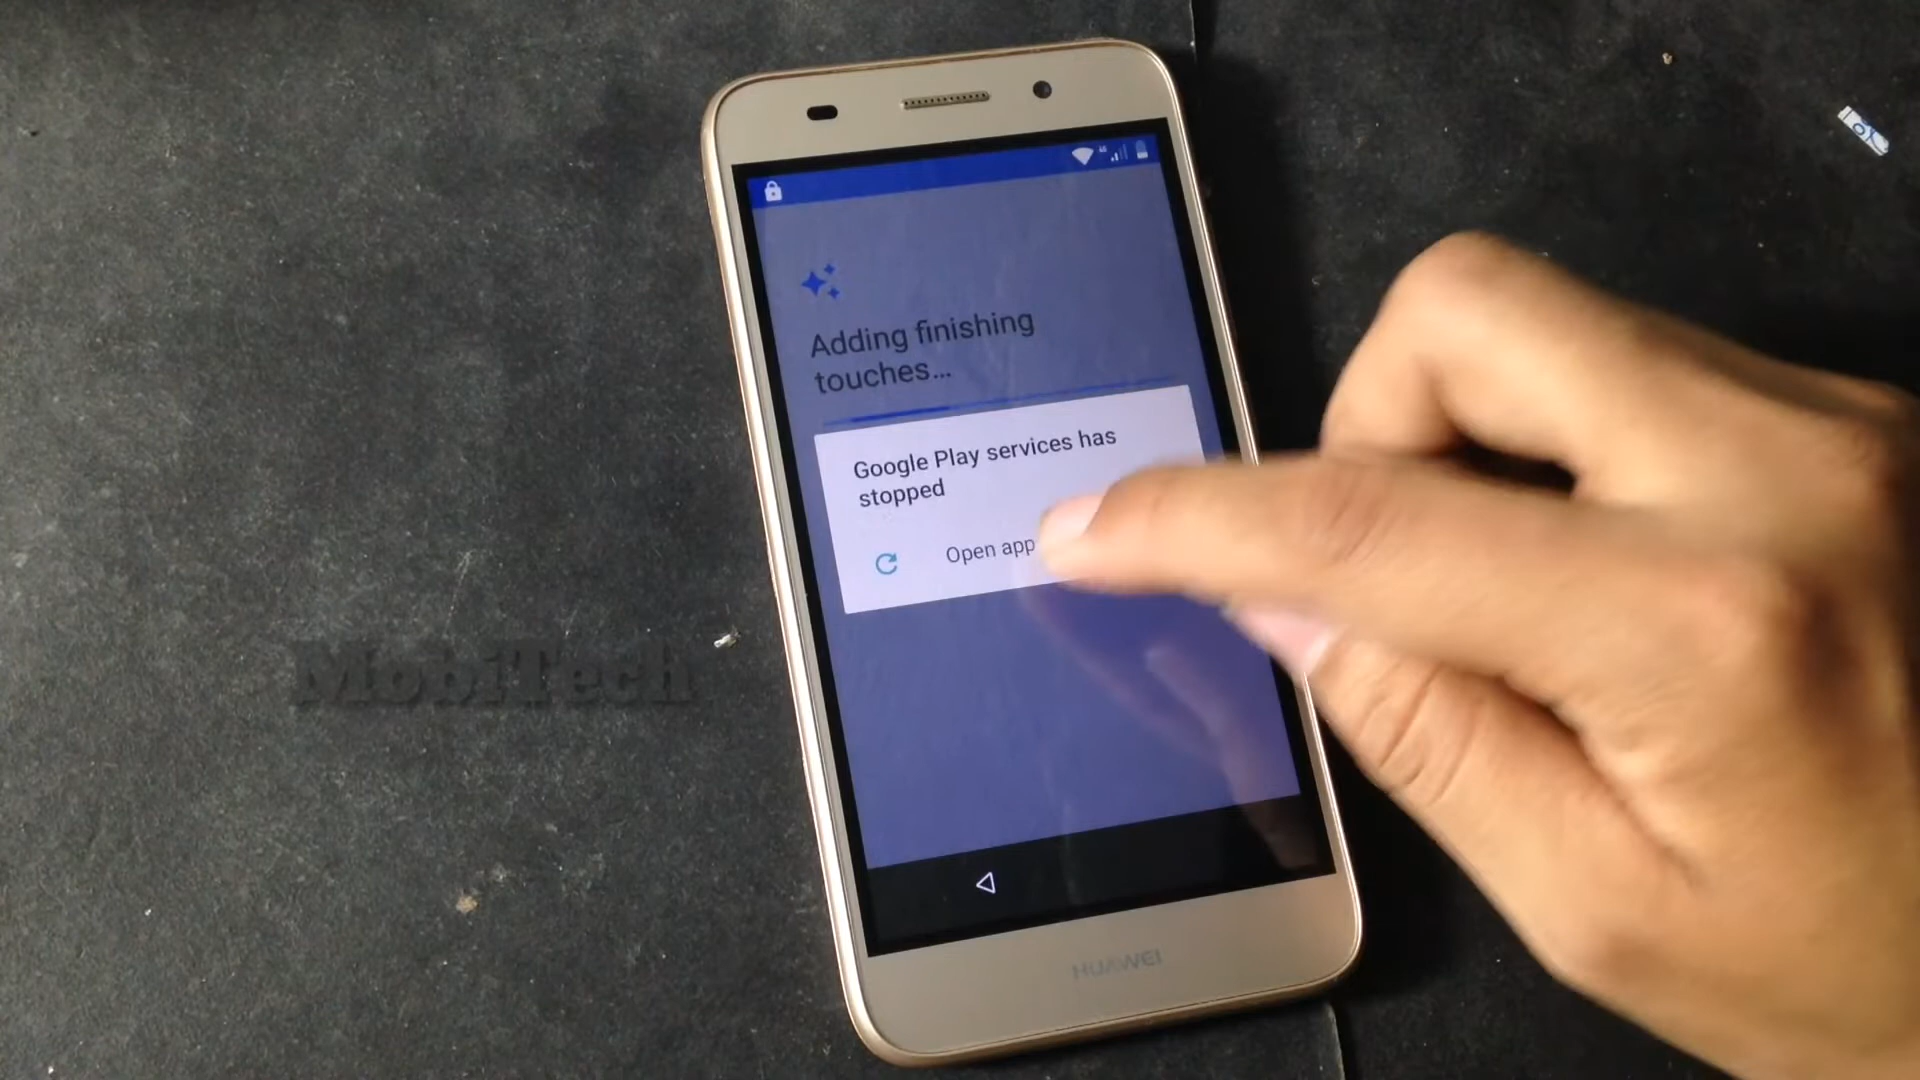 Adding finishing
touches...
Google Play services has
stopped
Open app
HUAWEI
MobiTech